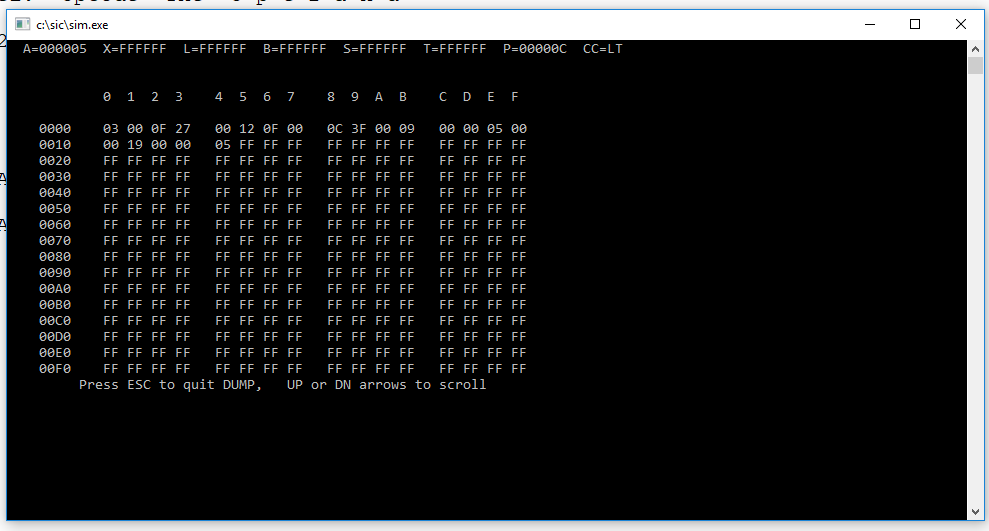 c:\sic\sim.exe
A=000005 X=FFFFFF L=FFFFFF B=FFFFFF S=FFFFFF T=FFFFFF P=00000C CC=LT
0 1 2 3 4 5 6 7 8 9 A B C D E F
0000 03 00 0F 27 00 12 0F 00 0C 3F 00 09 00 00 05 00
0010 00 19 00 00 05 FF FF FF FF FF FF FF FF FF FF FF
0020 FF FF FF FF FF FF FF FF FF FF FF FF FF FF FF FF
0030 FF FF FF FF FF FF FF FF FF FF FF FF FF FF FF FF
0040 FF FF FF FF FF FF FF FF FF FF FF FF FF FF FF FF
0050 FF FF FF FF FF FF FF FF FF FF FF FF FF FF FF FF
0060 FF FF FF FF FF FF FF FF FF FF FF FF FF FF FF FF
0070 FF FF FF FF FF FF FF FF FF FF FF FF FF FF FF FF
0080 FF FF FF FF FF FF FF FF FF FF FF FF FF FF FF FF
0090 FF FF FF FF FF FF FF FF FF FF FF FF FF FF FF FF
00A0 FF FF FF FF FF FF FF FF FF FF FF FF FF FF FF FF
00B0 FF FF FF FF FF FF FF FF FF FF FF FF FF FF FF FF
00C0 FF FF FF FF FF FF FF FF FF FF FF FF FF FF FF FF
00D0 FF FF FF FF FF FF FF FF FF FF FF FF FF FF FF FF
00E0 FF FF FF FF FF FF FF FF FF FF FF FF FF FF FF FF
00F0 FF FF FF FF FF FF FF FF FF FF FF FF FF FF FF FF
Press ESC to quit DUMP, UP or DN arrows to scroll